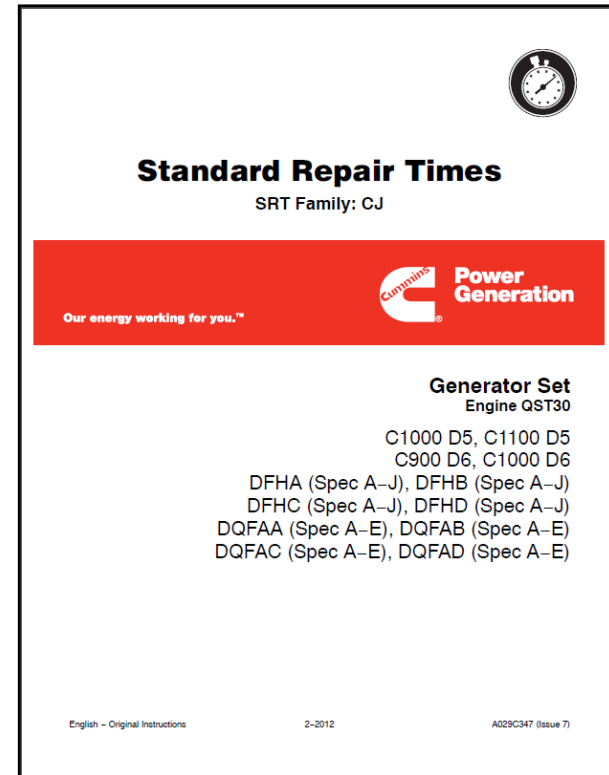 Standard Repair Times
SRT Family: CJ
Our energy working for you.™
Cummins
®
Power
Generation
Generator Set
Engine QST30
C1000 D5, C1100 D5
C900 D6, C1000 D6
DFHA (Spec A–J), DFHB (Spec A–J)
DFHC (Spec A–J), DFHD (Spec A–J)
DQFAA (Spec A–E), DQFAB (Spec A–E)
DQFAC (Spec A–E), DQFAD (Spec A–E)
English – Original Instructions 2–2012 A029C347 (Issue 7)